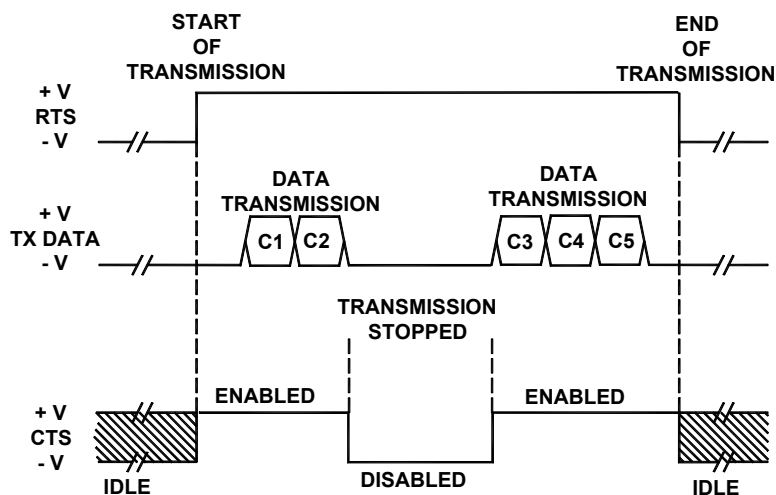 START
OF
TRANSMISSION
END
OF
TRANSMISSION
+ V
RTS
- V
DATA
TRANSMISSION
DATA
TRANSMISSION
+ V
TX DATA
- V
C1
C2
C3
C4
C5
TRANSMISSION
STOPPED
ENABLED
ENABLED
+ V
CTS
- V
IDLE
DISABLED
IDLE